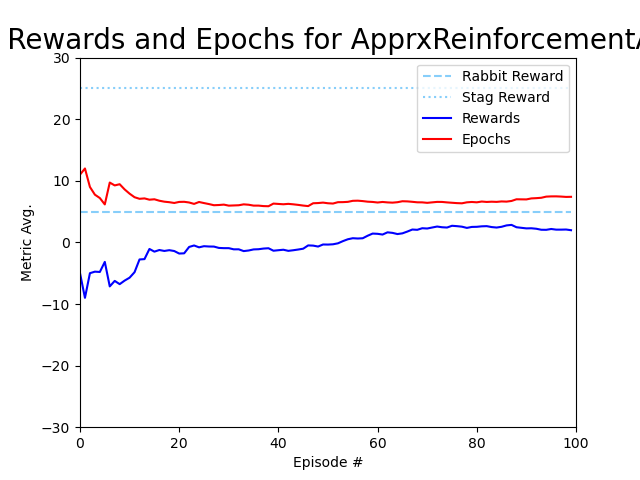 Rewards and Epochs for ApprxReinforcementA
30
20
10
0
−10
−20
−30
Metric Avg.
Rabbit Reward
Stag Reward
Rewards
Epochs
0 20 40 60 80 100
Episode #